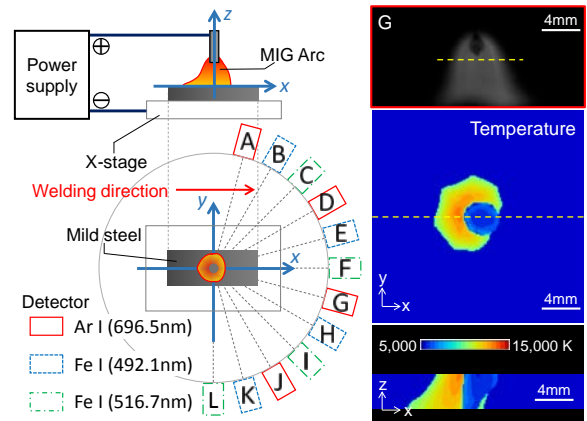 z
Power
supply
⊕
⊖
MIG Arc
x
X-stage
Welding direction
y
Mild steel
x
A
B
C
D
E
F
G
H
I
J
K
L
Detector
Ar I (696.5nm)
Fe I (492.1nm)
Fe I (516.7nm)
G
4mm
Temperature
y
x
4mm
5,000
15,000 K
z
x
4mm